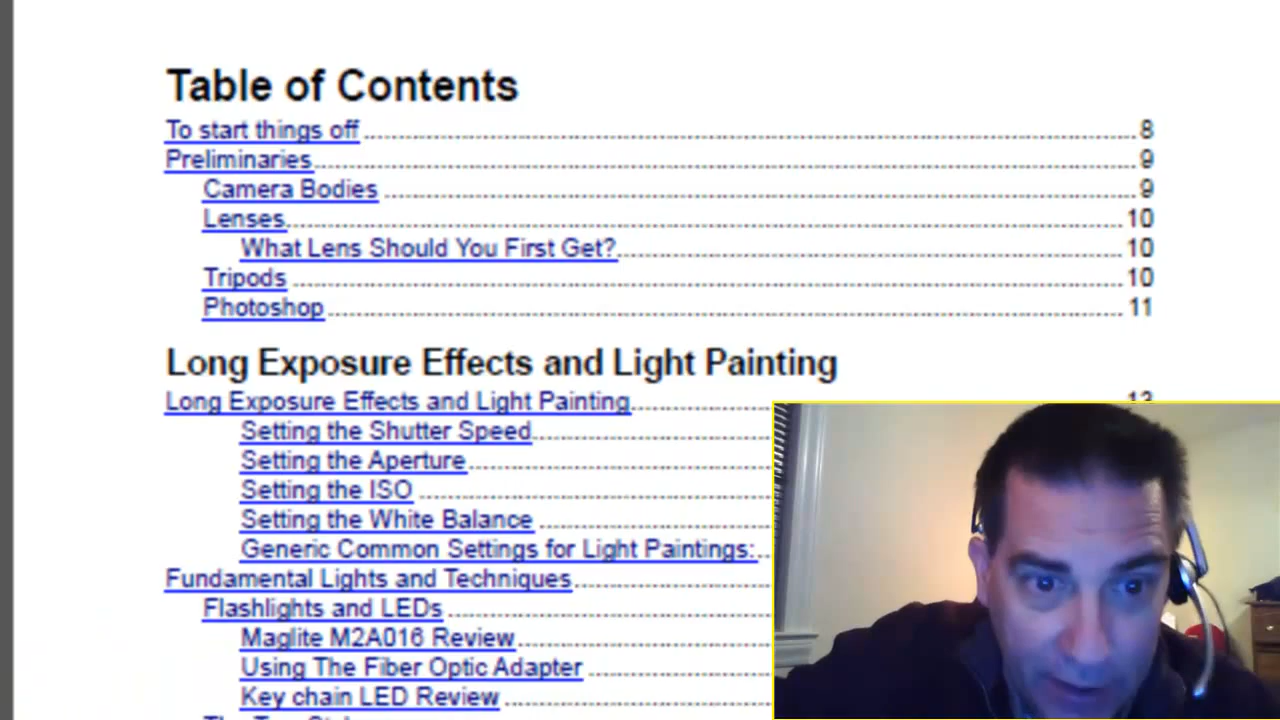 Table of Contents
To start things off 8
Preliminaries 9
Camera Bodies 9
Lenses 10
What Lens Should You First Get? 10
Tripods 10
Photoshop 11
Long Exposure Effects and Light Painting
Long Exposure Effects and Light Painting
Setting the Shutter Speed
Setting the Aperture
Setting the ISO
Setting the White Balance
Generic Common Settings for Light Paintings:
Fundamental Lights and Techniques
Flashlights and LEDs
Maglite M2A016 Review
Using The Fiber Optic Adapter
Key chain LED Review